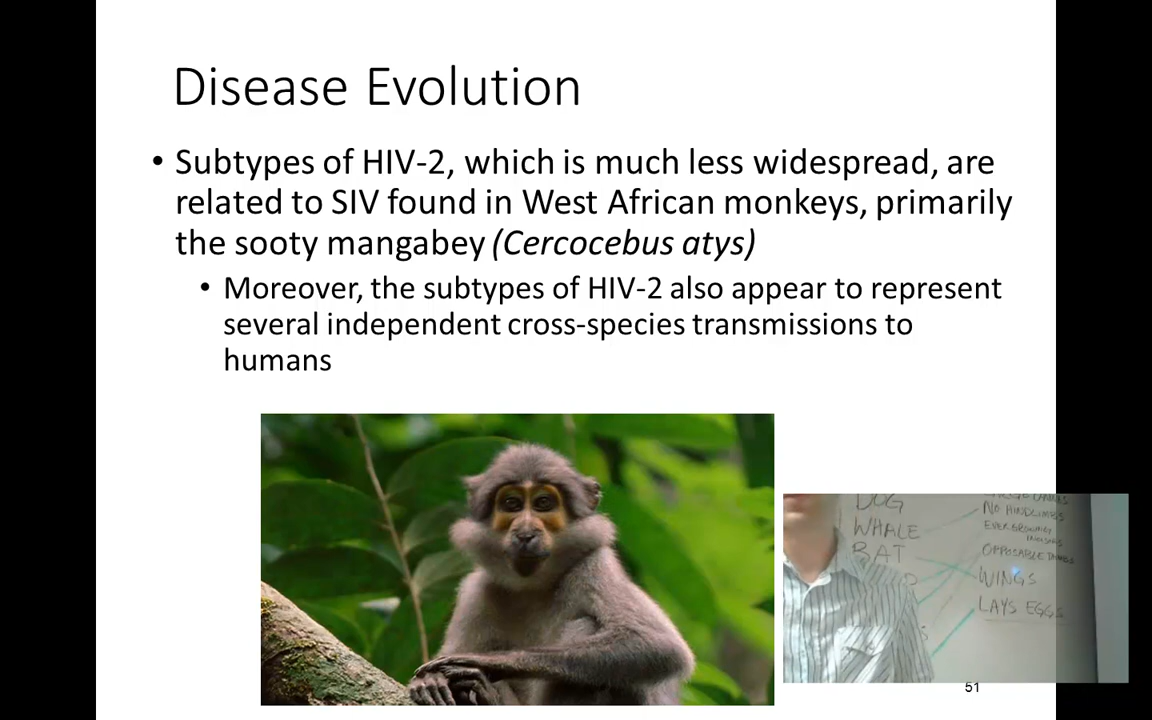 Disease Evolution
• Subtypes of HIV-2, which is much less widespread, are
related to SIV found in West African monkeys, primarily
the sooty mangabey (Cercocebus atys)
• Moreover, the subtypes of HIV-2 also appear to represent
several independent cross-species transmissions to
humans
DOG
WHALE
BAT
NO HINDLIMBS
EVERGROWING
INCISORS
OPPOSABLE THUMBS
WINGS
LAYS EGGS
51